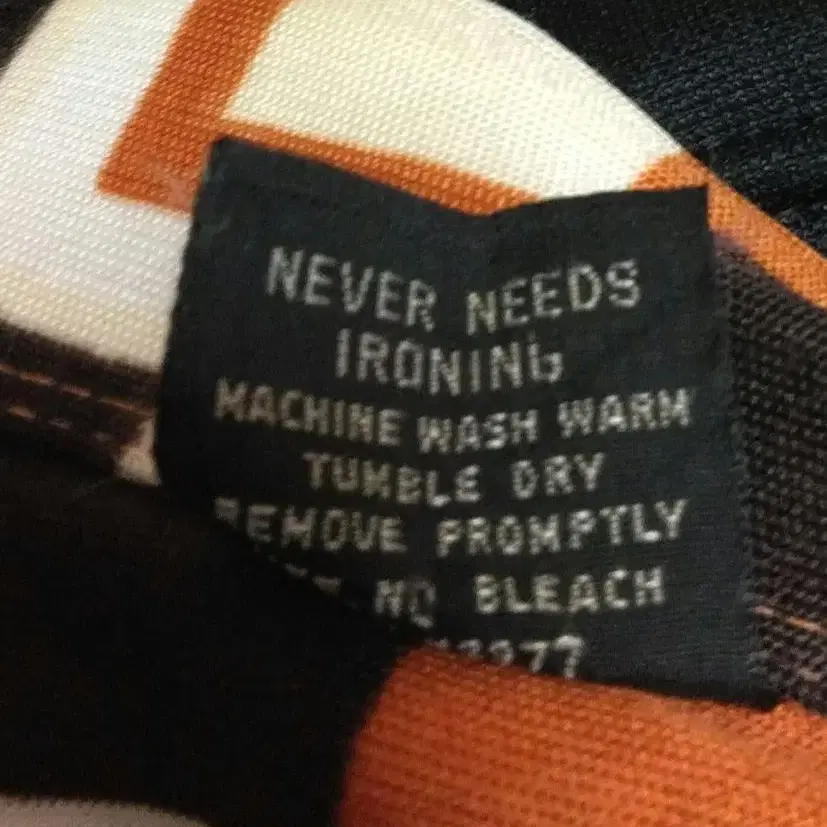 NEVER NEEDS
IRONING
MACHINE WASH WARM
TUMBLE DRY
REMOVE PROMPTLY
NO BLEACH